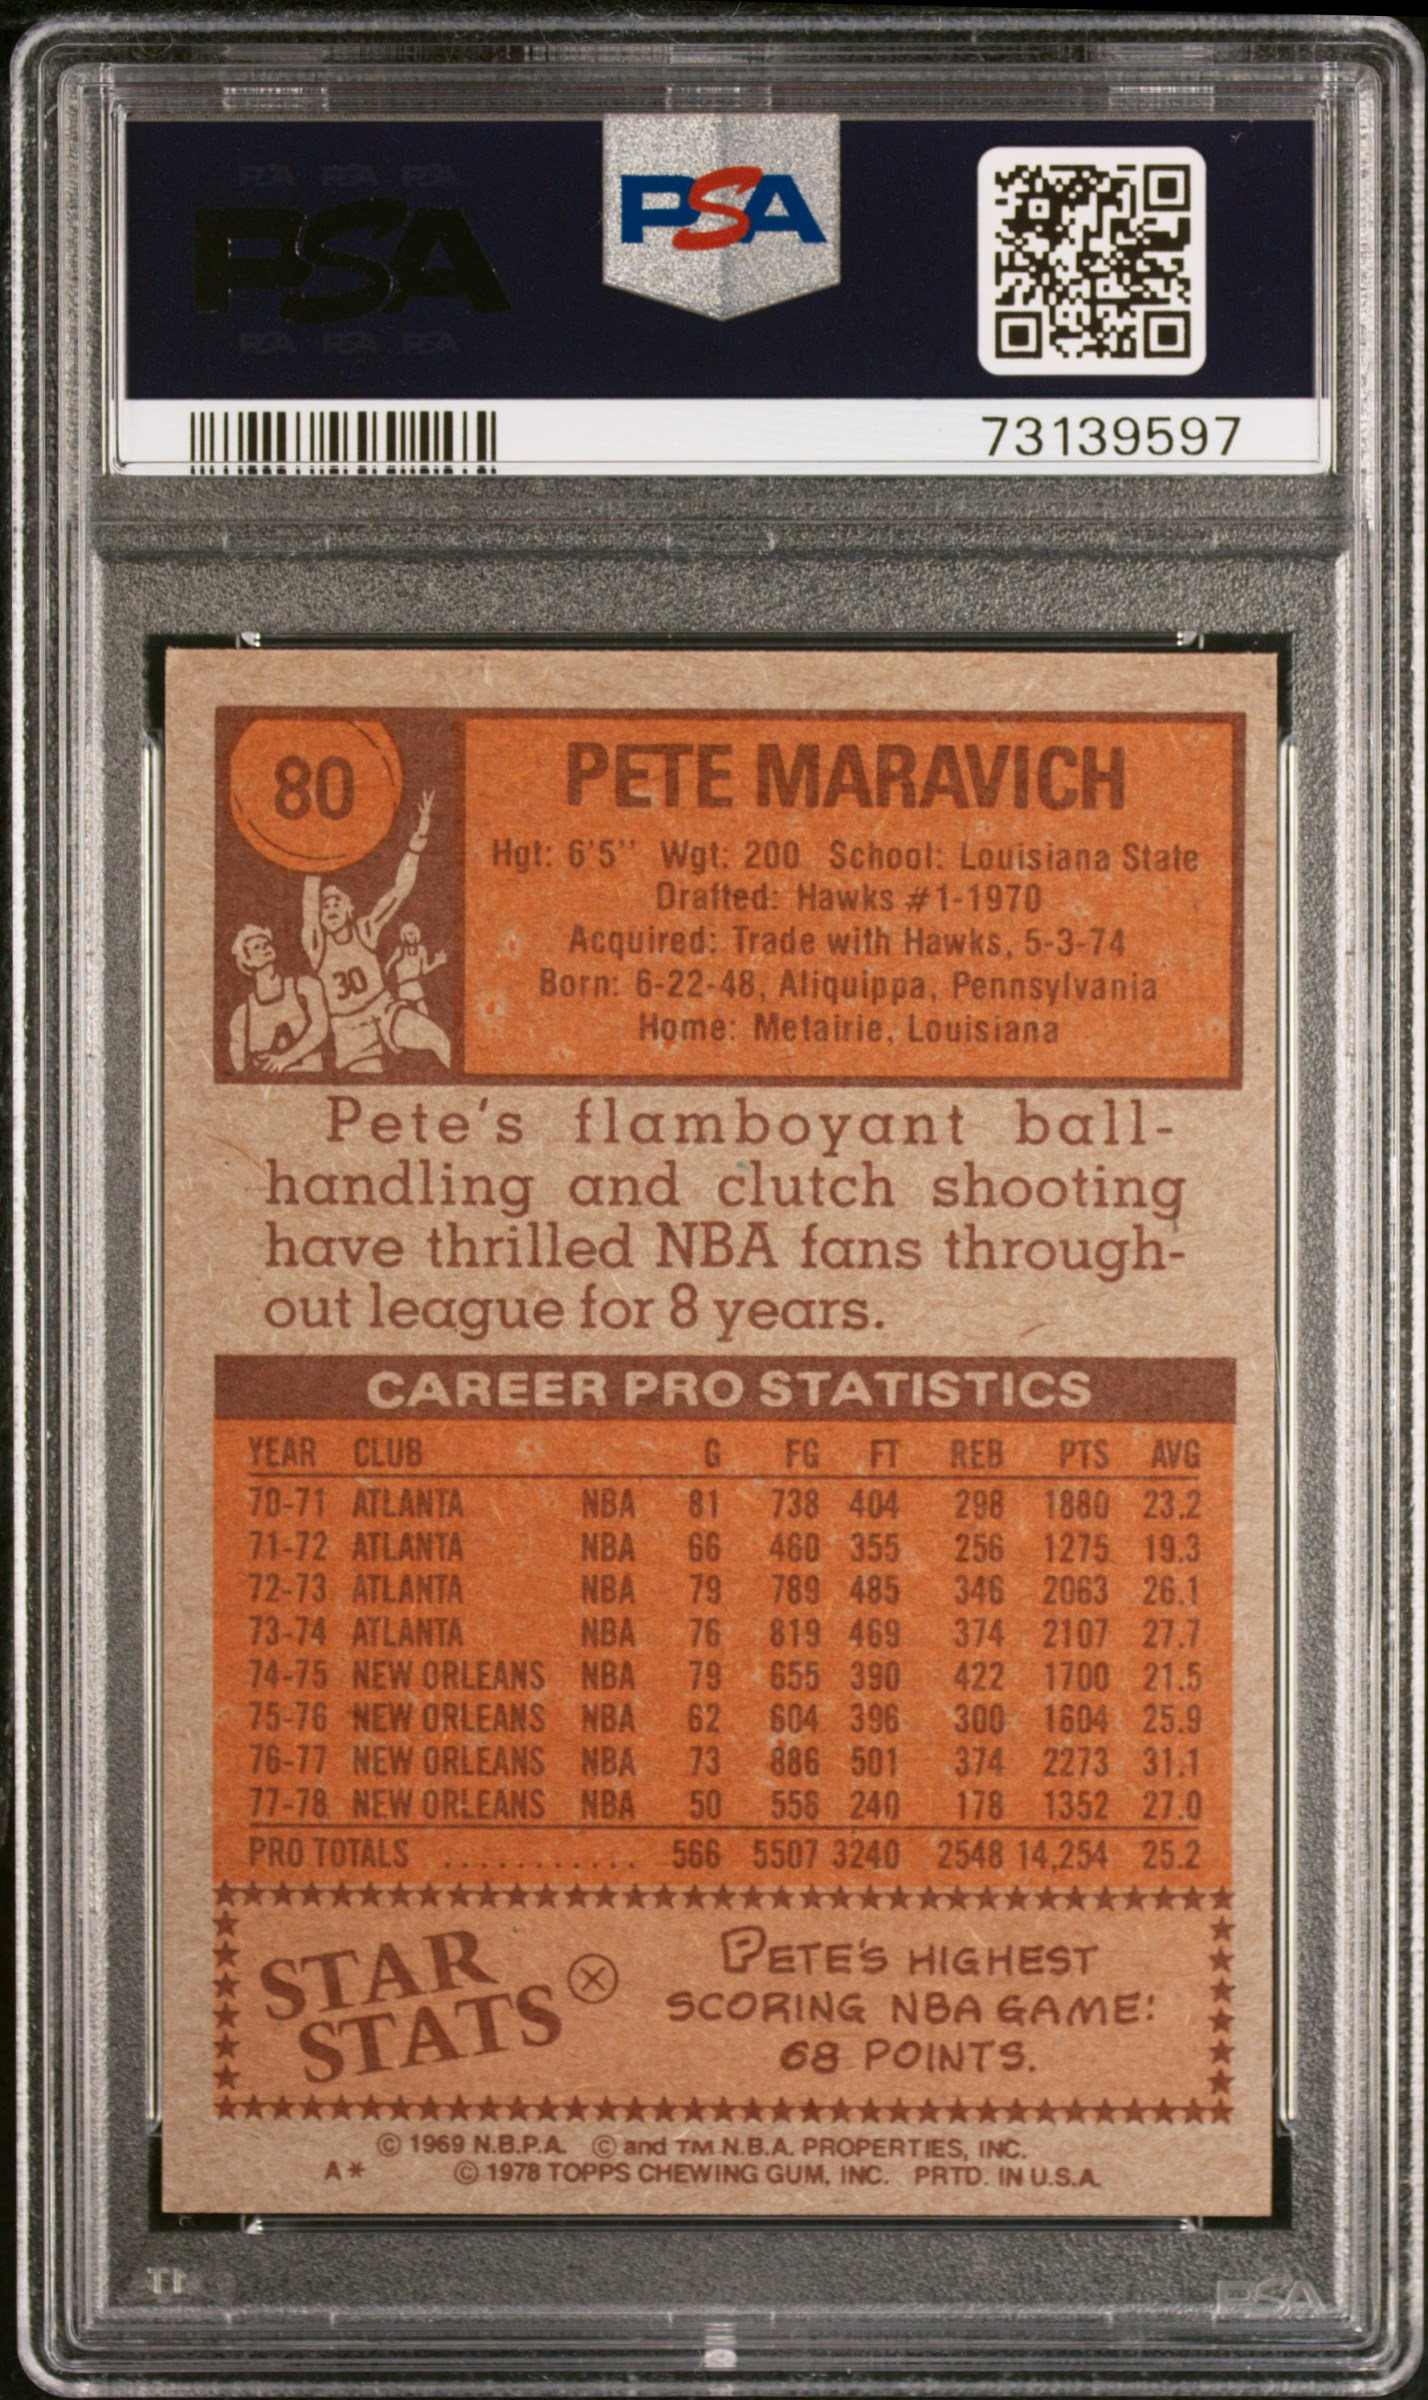 PSA PSA PSA
PSA
PSA PSA PSA
PSA
73139597
80
PETE MARAVICH
Hgt: 6'5" Wgt: 200 School: Louisiana State
Drafted: Hawks #1-1970
Acquired: Trade with Hawks, 5-3-74
Born: 6-22-48, Aliquippa, Pennsylvania
Home: Metairie, Louisiana
30
Pete's flamboyant ball-
handling and clutch shooting
have thrilled NBA fans through-
out league for 8 years.
CAREER PRO STATISTICS
YEAR CLUB G FG FT REB PTS AVG
70-71 ATLANTA NBA 81 738 404 298 1880 23.2
71-72 ATLANTA NBA 66 460 355 256 1275 19.3
72-73 ATLANTA NBA 79 789 485 346 2063 26.1
73-74 ATLANTA NBA 76 819 469 374 2107 27.7
74-75 NEW ORLEANS NBA 79 655 390 422 1700 21.5
75-76 NEW ORLEANS NBA 62 604 396 300 1604 25.9
76-77 NEW ORLEANS NBA 73 886 501 374 2273 31.1
77-78 NEW ORLEANS NBA 50 556 240 178 1352 27.0
PRO TOTALS ............ 566 5507 3240 2548 14,254 25.2
STAR
STATS
PETE'S HIGHEST
SCORING NBA GAME:
68 POINTS.
© 1969 N.B.P.A. © and TM N.B.A. PROPERTIES, INC.
A* © 1978 TOPPS CHEWING GUM, INC. PRTD. IN U.S.A.
PSA